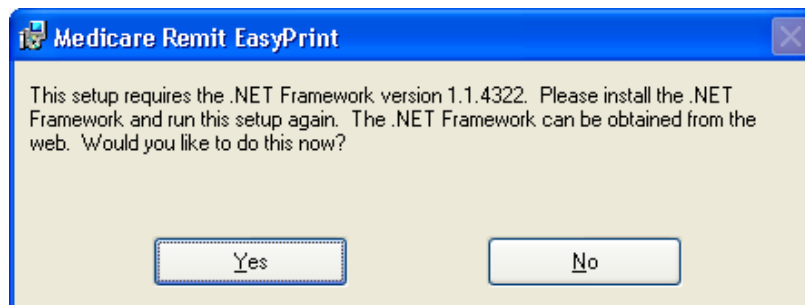 Medicare Remit EasyPrint
This setup requires the .NET Framework version 1.1.4322.  Please install the .NET
Framework and run this setup again.  The .NET Framework can be obtained from the
web.  Would you like to do this now?
Yes
No